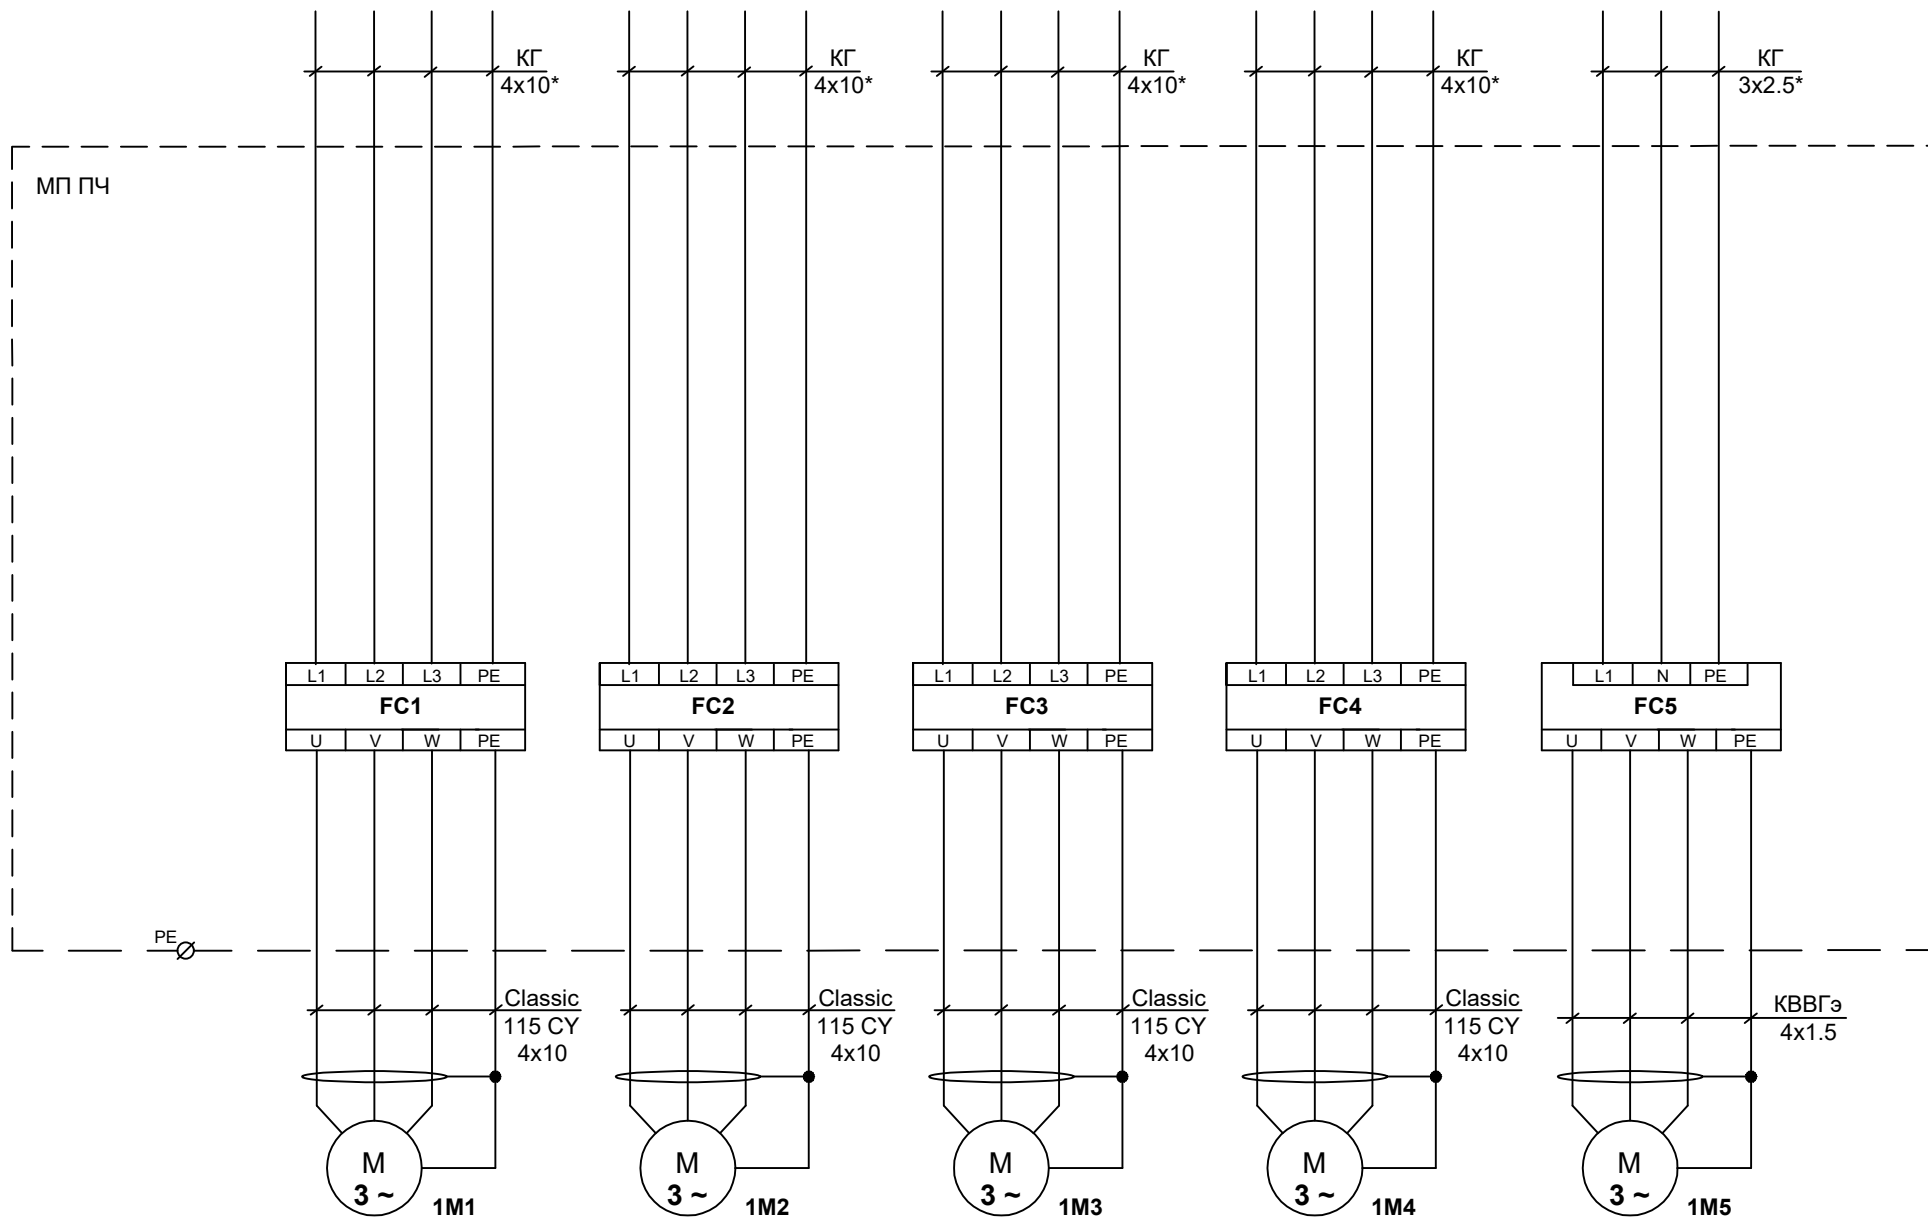 КГ
4x10*
КГ
4x10*
КГ
4x10*
КГ
4x10*
КГ
3x2.5*
МП ПЧ
L1 L2 L3 PE
FC1
U V W PE
L1 L2 L3 PE
FC2
U V W PE
L1 L2 L3 PE
FC3
U V W PE
L1 L2 L3 PE
FC4
U V W PE
L1 N PE
FC5
U V W PE
PE
Classic
115 CY
4x10
Classic
115 CY
4x10
Classic
115 CY
4x10
Classic
115 CY
4x10
КВВГэ
4x1.5
M
3 ~
1M1
M
3 ~
1M2
M
3 ~
1M3
M
3 ~
1M4
M
3 ~
1M5